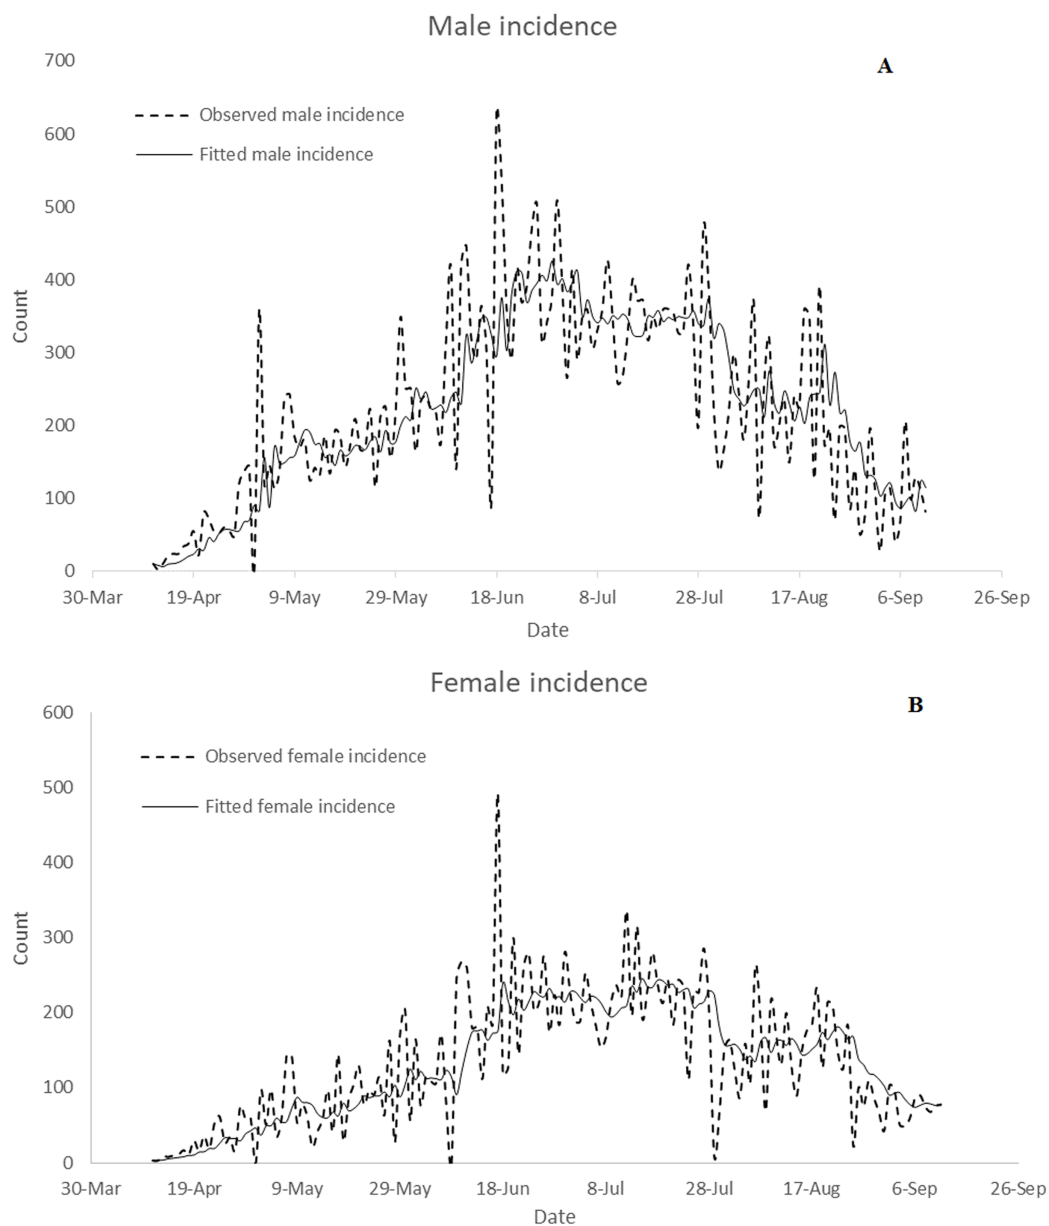 Male incidence
A
700
600
500
400
300
200
100
0
Observed male incidence
Fitted male incidence
Count
30-Mar 19-Apr 9-May 29-May 18-Jun 8-Jul 28-Jul 17-Aug 6-Sep 26-Sep
Date
Female incidence
B
600
500
400
300
200
100
0
Observed female incidence
Fitted female incidence
Count
30-Mar 19-Apr 9-May 29-May 18-Jun 8-Jul 28-Jul 17-Aug 6-Sep 26-Sep
Date